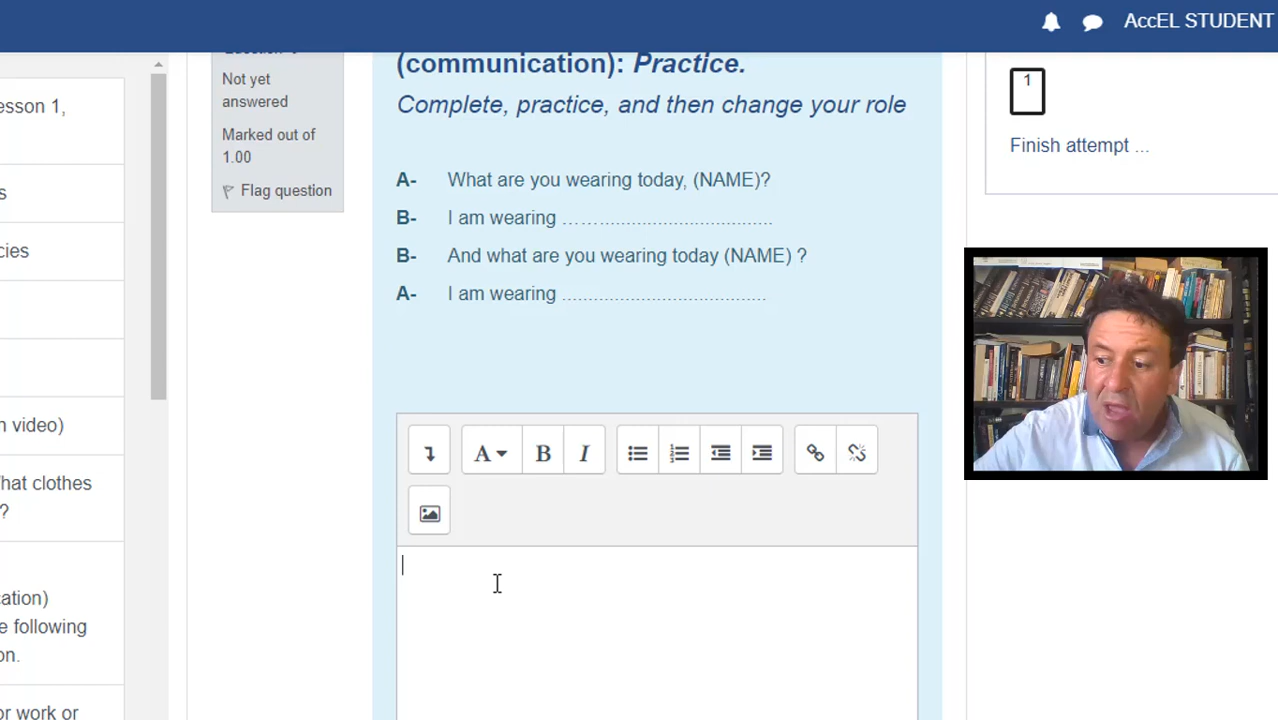 AccEL STUDENT
esson 1,
s
cies
n video)
hat clothes
?
ation)
e following
on.
or work or
Not yet
answered
Marked out of
1.00
Flag question
(communication): Practice.
Complete, practice, and then change your role
A- What are you wearing today, (NAME)?
B- I am wearing …………………………………
B- And what are you wearing today (NAME) ?
A- I am wearing …………………………………
A B I
1
Finish attempt ...